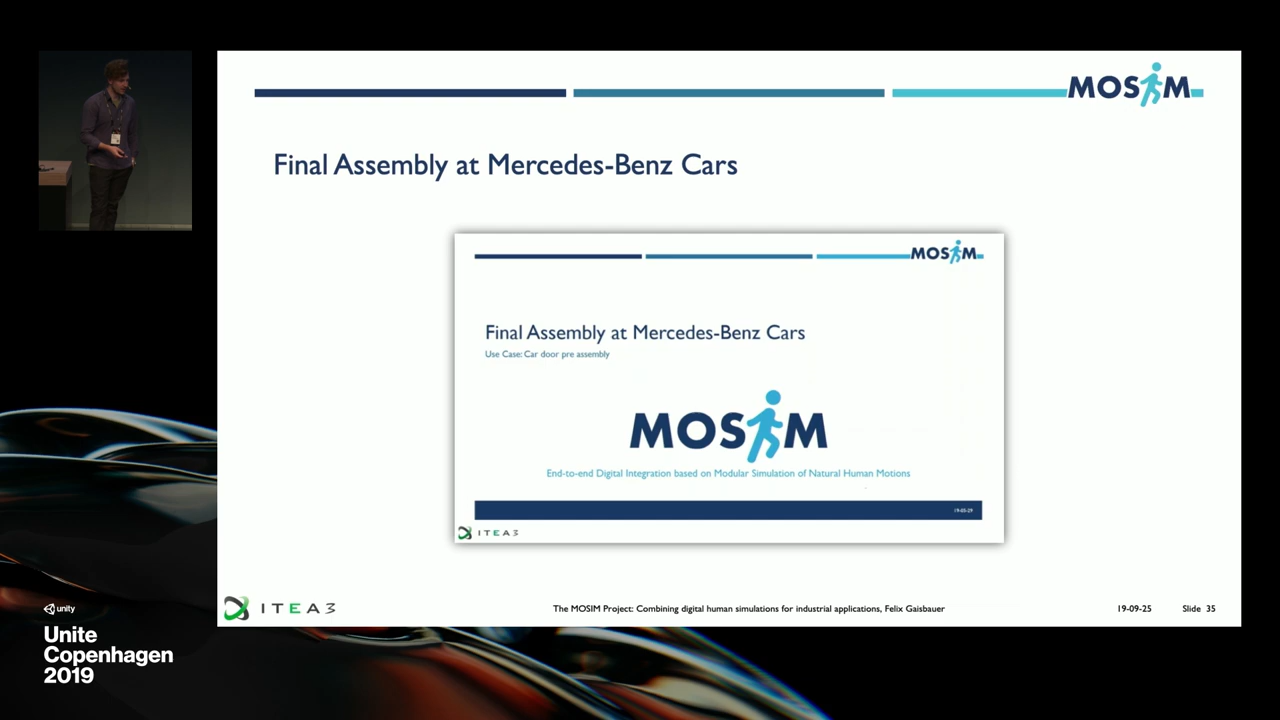 MOSIM
Final Assembly at Mercedes-Benz Cars
MOSIM
Final Assembly at Mercedes-Benz Cars
Use Case: Car door pre assembly
MOSIM
End-to-end Digital Integration based on Modular Simulation of Natural Human Motions
ITEA3
ITEA3
The MOSIM Project: Combining digital human simulations for industrial applications, Felix Gaisbauer
19-09-25
Slide 35
unity
Unite
Copenhagen
2019